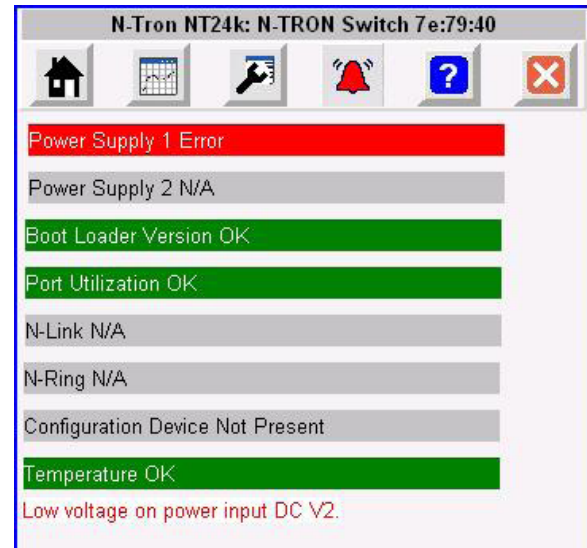 N-Tron NT24k: N-TRON Switch 7e:79:40
?
Power Supply 1 Error
Power Supply 2 N/A
Boot Loader Version OK
Port Utilization OK
N-Link N/A
N-Ring N/A
Configuration Device Not Present
Temperature OK
Low voltage on power input DC V2.